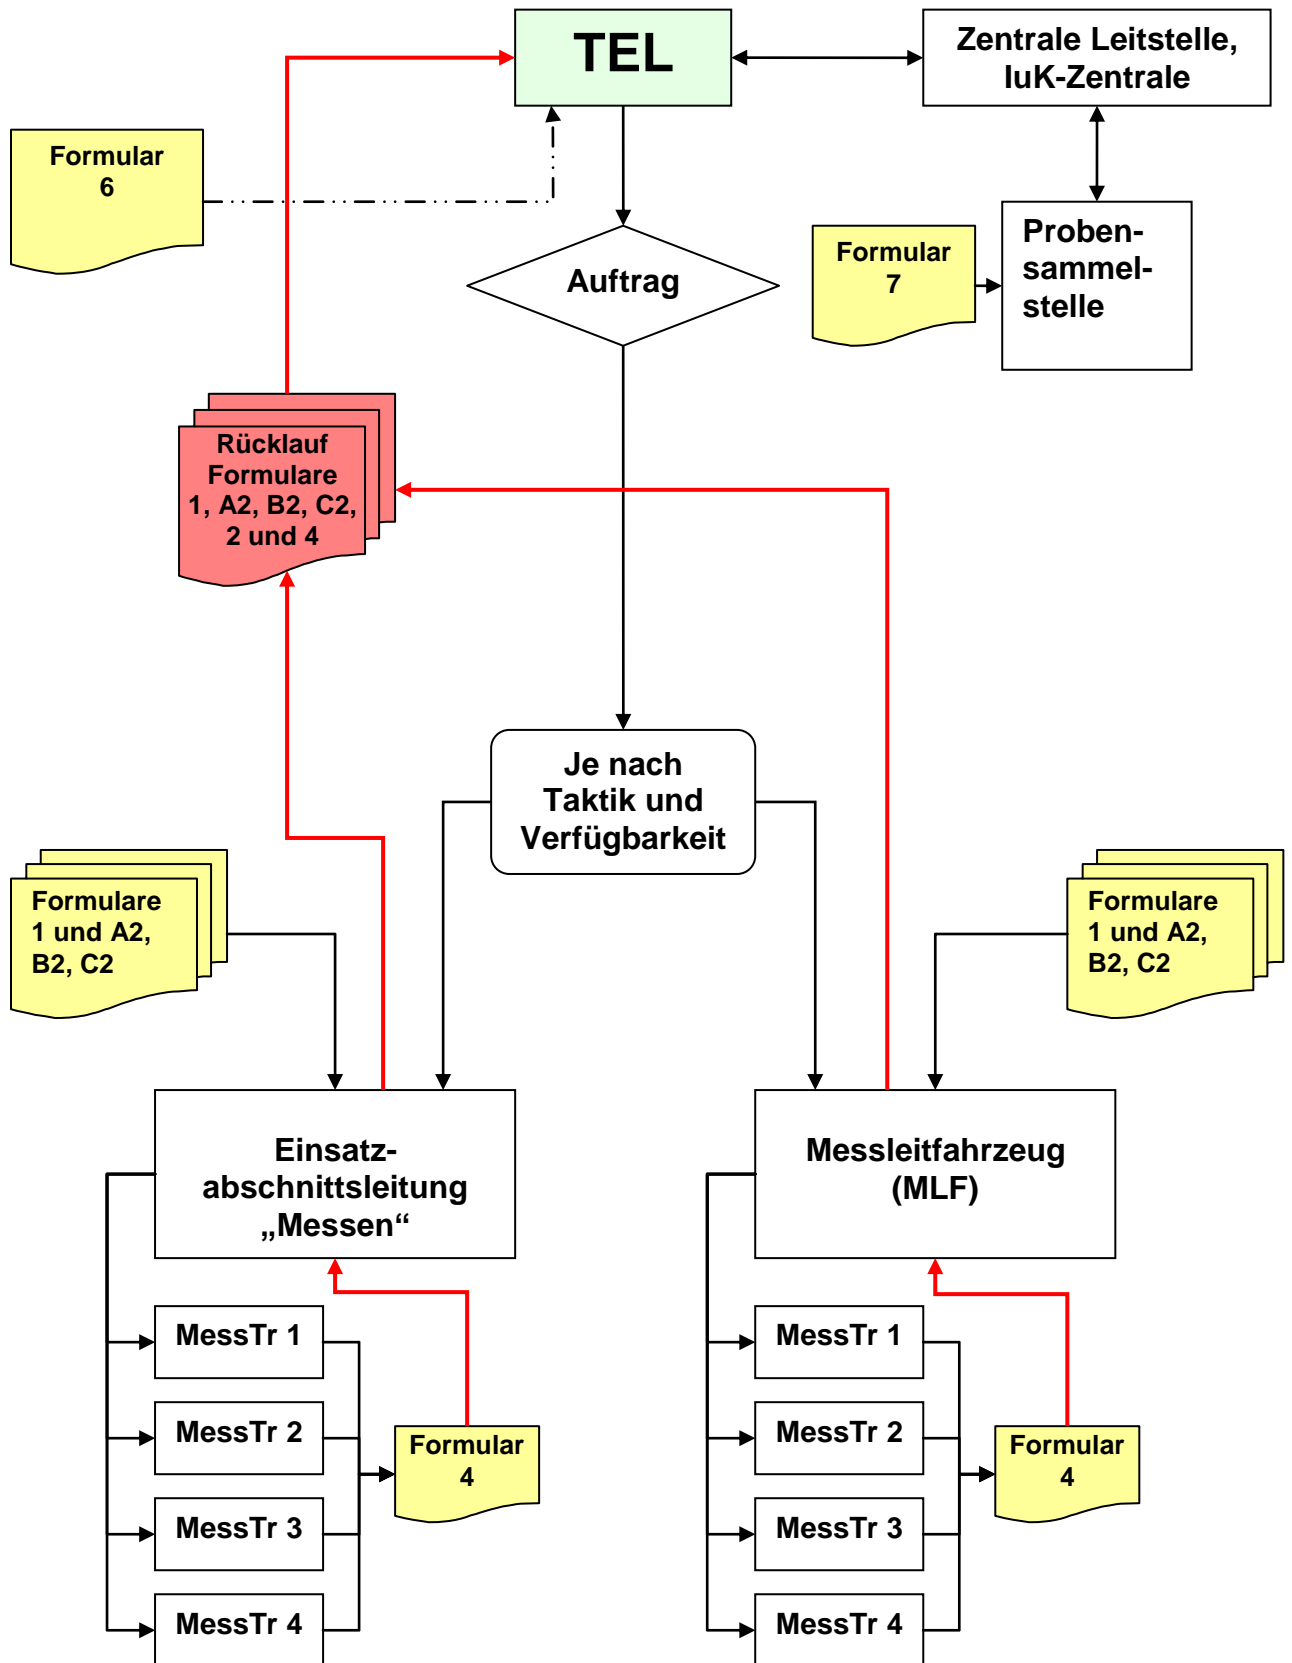 TEL
Zentrale Leitstelle,
IuK-Zentrale
Formular
6
Auftrag
Formular
7
Proben-
sammel-
stelle
Rücklauf
Formulare
1, A2, B2, C2,
2 und 4
Je nach
Taktik und
Verfügbarkeit
Formulare
1 und A2,
B2, C2
Formulare
1 und A2,
B2, C2
Einsatz-
abschnittsleitung
„Messen“
Messleitfahrzeug
(MLF)
MessTr 1
MessTr 2
MessTr 3
MessTr 4
Formular
4
MessTr 1
MessTr 2
MessTr 3
MessTr 4
Formular
4